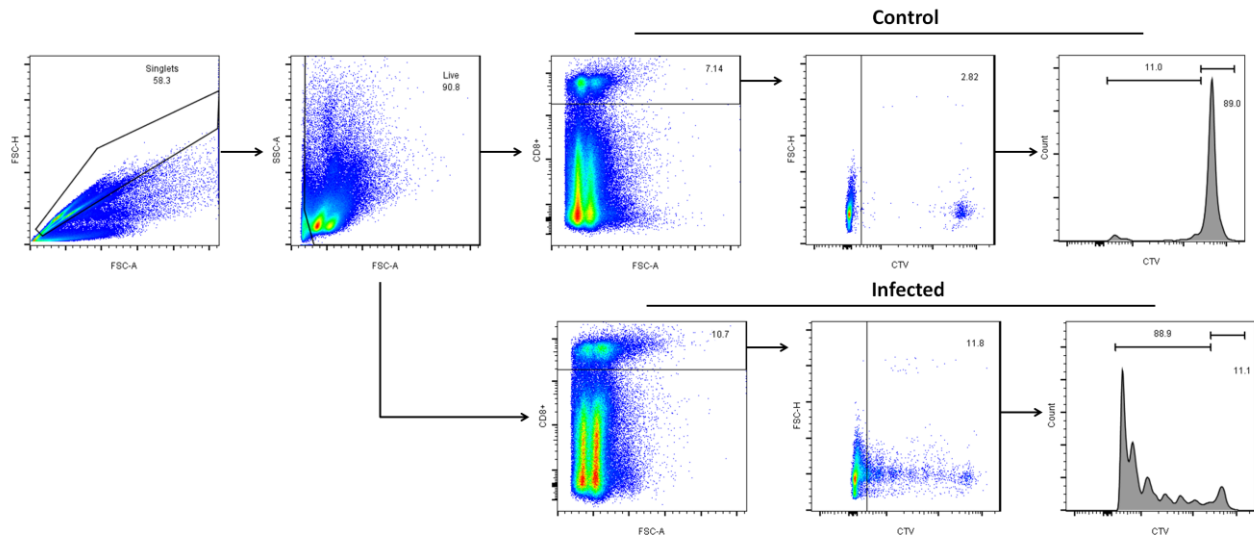 Control
Singlets
58.3
FSC-H
FSC-A
Live
90.8
SSC-A
FSC-A
7.14
CD8+
FSC-A
2.82
FSC-H
CTV
11.0
89.0
Count
CTV
Infected
10.7
CD8+
FSC-A
11.8
FSC-H
CTV
88.9
11.1
Count
CTV